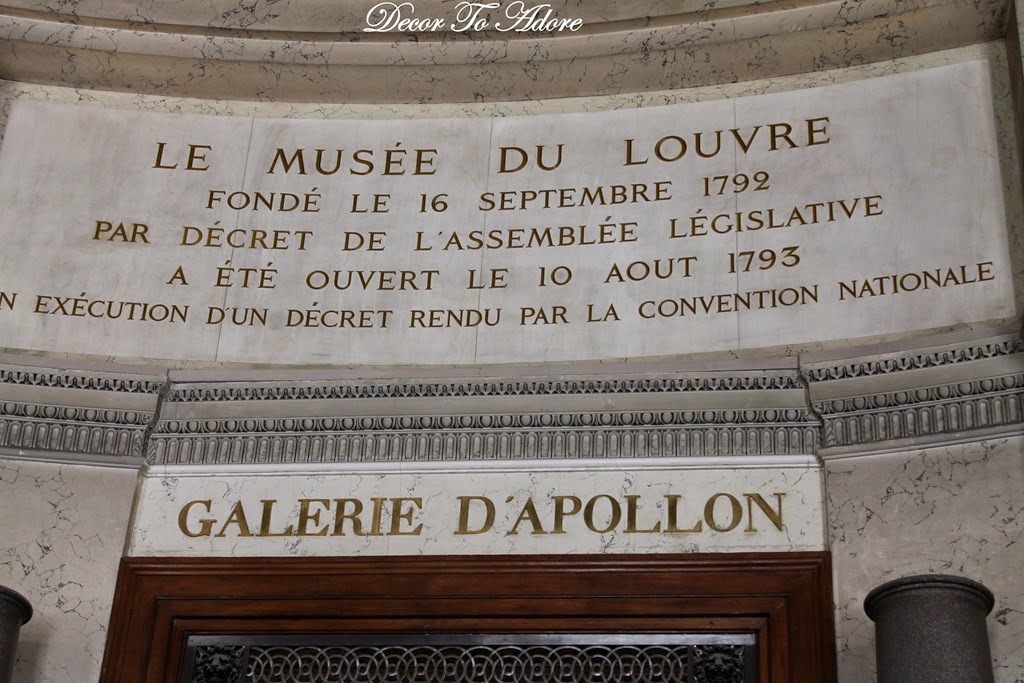 Decor To Adore
LE MUSÉE DU LOUVRE
FONDÉ LE 16 SEPTEMBRE 1792
PAR DÉCRET DE L'ASSEMBLÉE LÉGISLATIVE
A ÉTÉ OUVERT LE 10 AOUT 1793
N EXÉCUTION D'UN DÉCRET RENDU PAR LA CONVENTION NATIONALE
GALERIE D'APOLLON